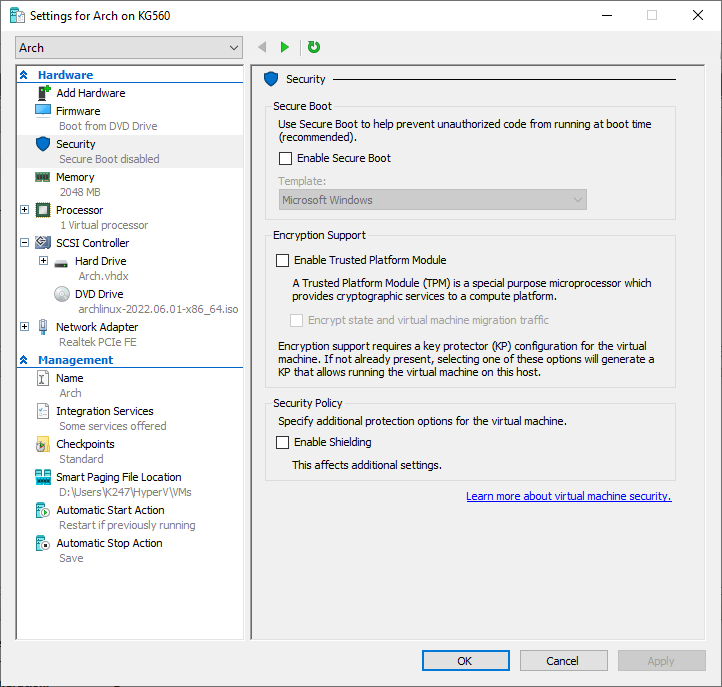 Settings for Arch on KG560
Arch
Hardware
Add Hardware
Firmware
Boot from DVD Drive
Security
Secure Boot disabled
Memory
2048 MB
Processor
1 Virtual processor
SCSI Controller
Hard Drive
Arch.vhdx
DVD Drive
archlinux-2022.06.01-x86_64.iso
Network Adapter
Realtek PCIe FE
Management
Name
Arch
Integration Services
Some services offered
Checkpoints
Standard
Smart Paging File Location
D:\Users\K247\HyperV\VMs
Automatic Start Action
Restart if previously running
Automatic Stop Action
Save
Security
Secure Boot
Use Secure Boot to help prevent unauthorized code from running at boot time
(recommended).
Enable Secure Boot
Template:
Microsoft Windows
Encryption Support
Enable Trusted Platform Module
A Trusted Platform Module (TPM) is a special purpose microprocessor which
provides cryptographic services to a compute platform.
Encrypt state and virtual machine migration traffic
Encryption support requires a key protector (KP) configuration for the virtual
machine. If not already present, selecting one of these options will generate a
KP that allows running the virtual machine on this host.
Security Policy
Specify additional protection options for the virtual machine.
Enable Shielding
This affects additional settings.
Learn more about virtual machine security.
OK
Cancel
Apply